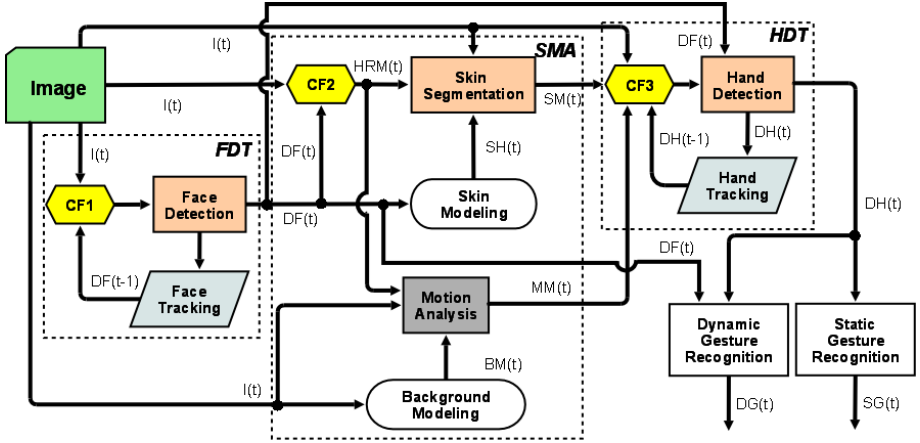 I(t)
SMA
HDT
DF(t)
HRM(t)
Image
CF2
Skin
Segmentation
CF3
Hand
Detection
I(t)
SM(t)
I(t)
FDT
DF(t)
SH(t)
DH(t-1)
DH(t)
CF1
Face
Detection
Skin
Modeling
Hand
Tracking
DF(t)
DH(t)
DF(t)
DF(t-1)
Face
Tracking
Motion
Analysis
MM(t)
Dynamic
Gesture
Recognition
Static
Gesture
Recognition
BM(t)
I(t)
Background
Modeling
DG(t)
SG(t)